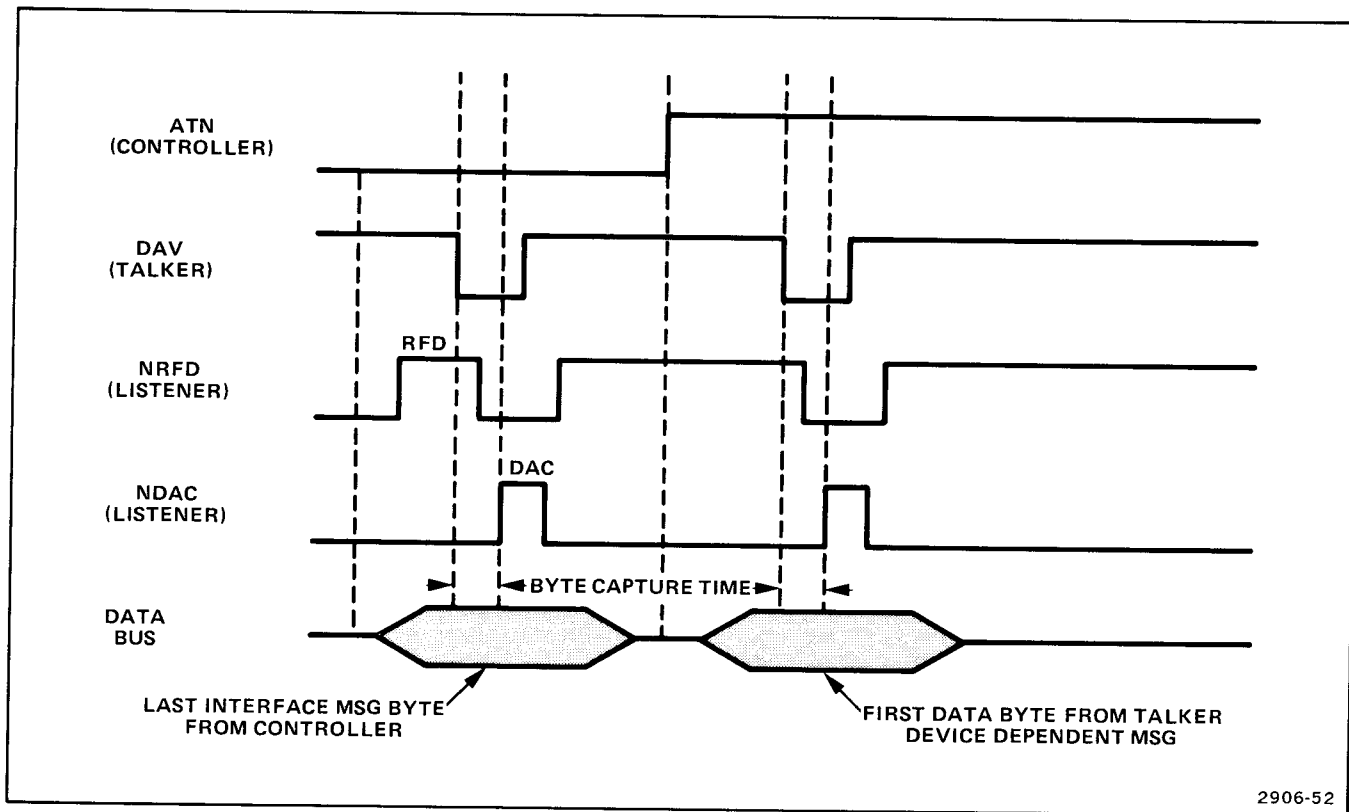 ATN
(CONTROLLER)
DAV
(TALKER)
RFD
NRFD
(LISTENER)
DAC
NDAC
(LISTENER)
BYTE CAPTURE TIME
DATA
BUS
LAST INTERFACE MSG BYTE
FROM CONTROLLER
FIRST DATA BYTE FROM TALKER
DEVICE DEPENDENT MSG
2906-52